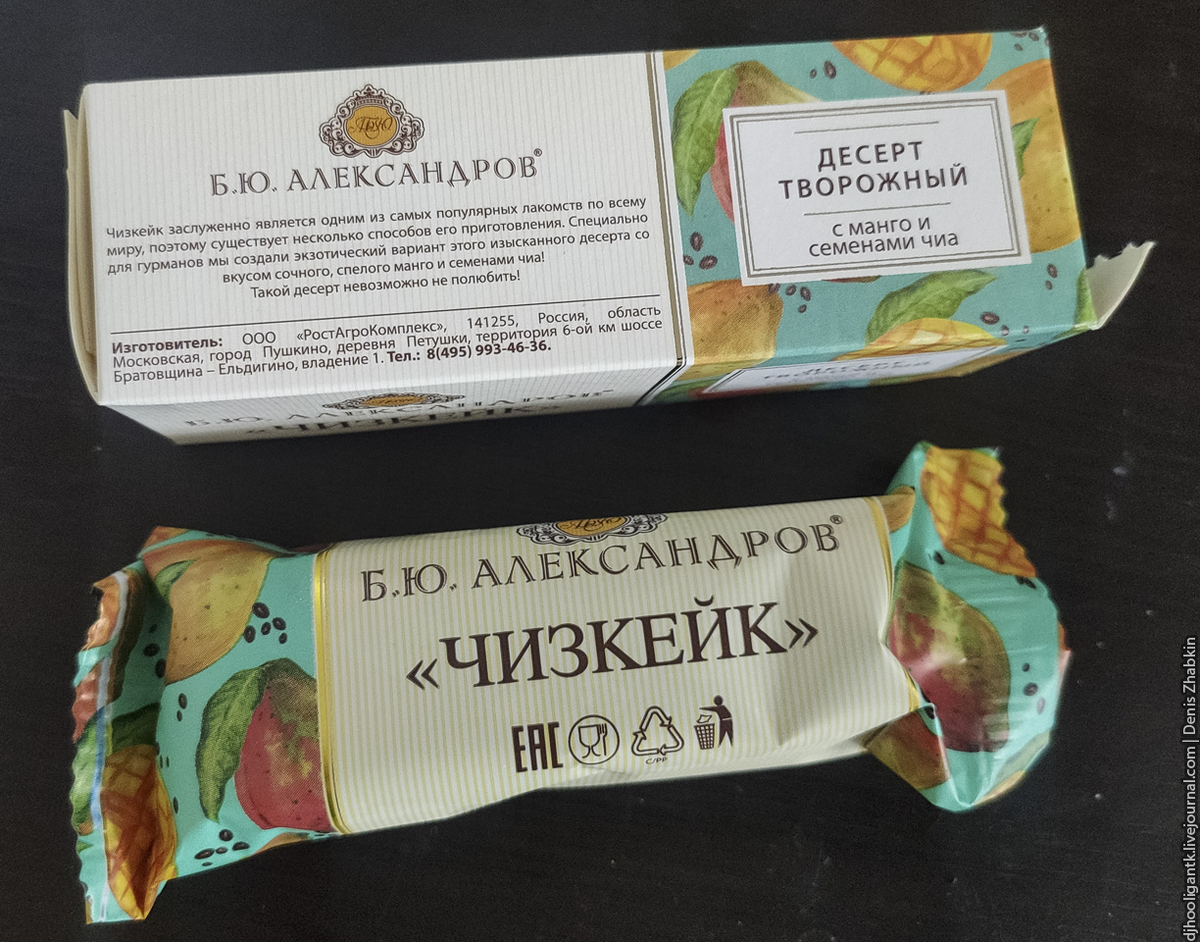 Б.Ю. АЛЕКСАНДРОВ®
Чизкейк заслуженно является одним из самых популярных лакомств по всему
миру, поэтому существует несколько способов его приготовления. Специально
для гурманов мы создали экзотический вариант этого изысканного десерта со
вкусом сочного, спелого манго и семенами чиа!
Такой десерт невозможно не полюбить!
Изготовитель: ООО «РостАгроКомплекс», 141255, Россия, область
Московская, город Пушкино, деревня Петушки, территория 6-ой км шоссе
Братовщина – Ельдигино, владение 1. Тел.: 8(495) 993-46-36.
ДЕСЕРТ
ТВОРОЖНЫЙ
с манго и
семенами чиа
Б.Ю. АЛЕКСАНДРОВ®
«ЧИЗКЕЙК»
Б.Ю. АЛЕКСАНДРОВ®
«ЧИЗКЕЙК»
EAC
C/PP
djhooligantk.livejournal.com | Denis Zhabkin